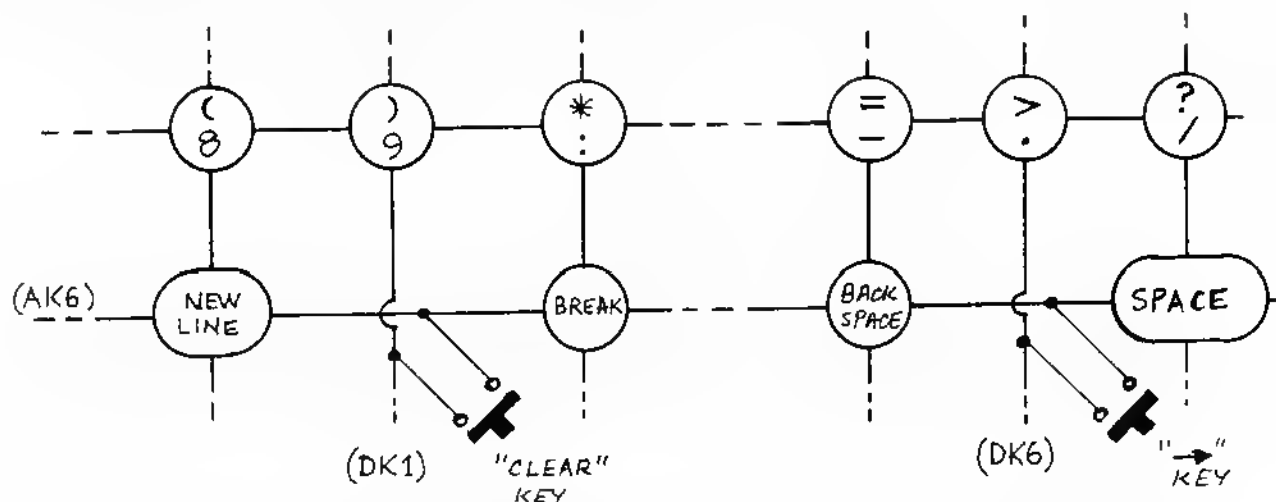 ( ) * = > ?
8 9 : - . /
(AK6) NEW LINE BREAK BACK SPACE SPACE
(DK1) "CLEAR" KEY (DK6) "→" KEY